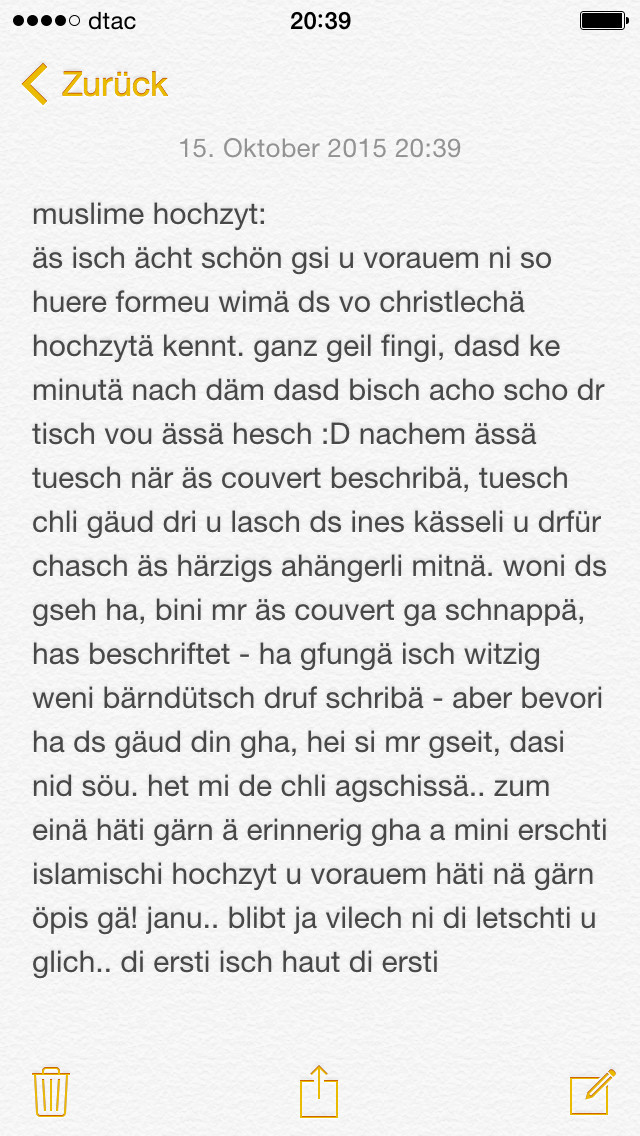 dtac 20:39
Zurück
15. Oktober 2015 20:39
muslime hochzyt:
äs isch ächt schön gsi u vorauem ni so
huere formeu wimä ds vo christlechä
hochzytä kennt. ganz geil fingi, dasd ke
minutä nach däm dasd bisch acho scho dr
tisch vou ässä hesch :D nachem ässä
tuesch när äs couvert beschribä, tuesch
chli gäud dri u lasch ds ines kässeli u drfür
chasch äs härzigs ahängerli mitnä. woni ds
gseh ha, bini mr äs couvert ga schnappä,
has beschriftet - ha gfungä isch witzig
weni bärndütsch druf schribä - aber bevori
ha ds gäud din gha, hei si mr gseit, dasi
nid söu. het mi de chli agschissä.. zum
einä häti gärn ä erinnerig gha a mini erschti
islamischi hochzyt u vorauem häti nä gärn
öpis gä! janu.. blibt ja vilech ni di letschti u
glich.. di ersti isch haut di ersti